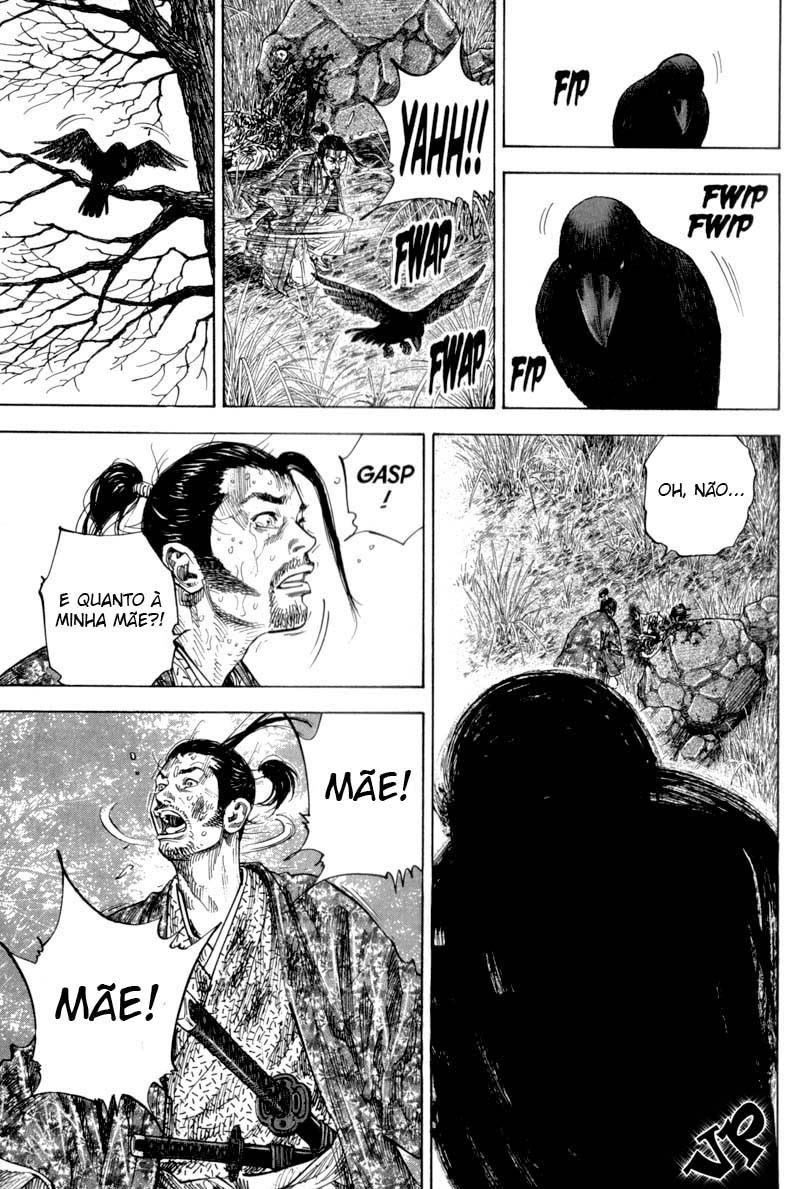 FIP
FWIP
FWIP
FIP
YAHH!!
FWAP
FWAP
OH, NÃO...
VP
GASP
!
E QUANTO À
MINHA MÃE?!
MÃE!
MÃE!